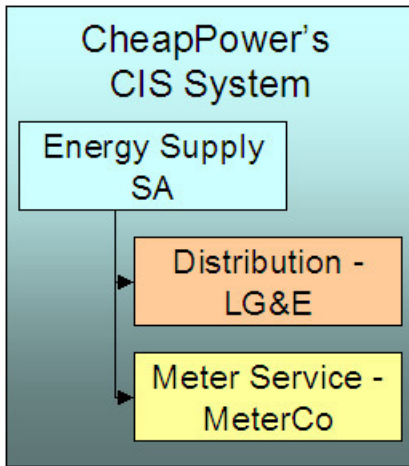 CheapPower's
CIS System
Energy Supply
SA
Distribution -
LG&E
Meter Service -
MeterCo